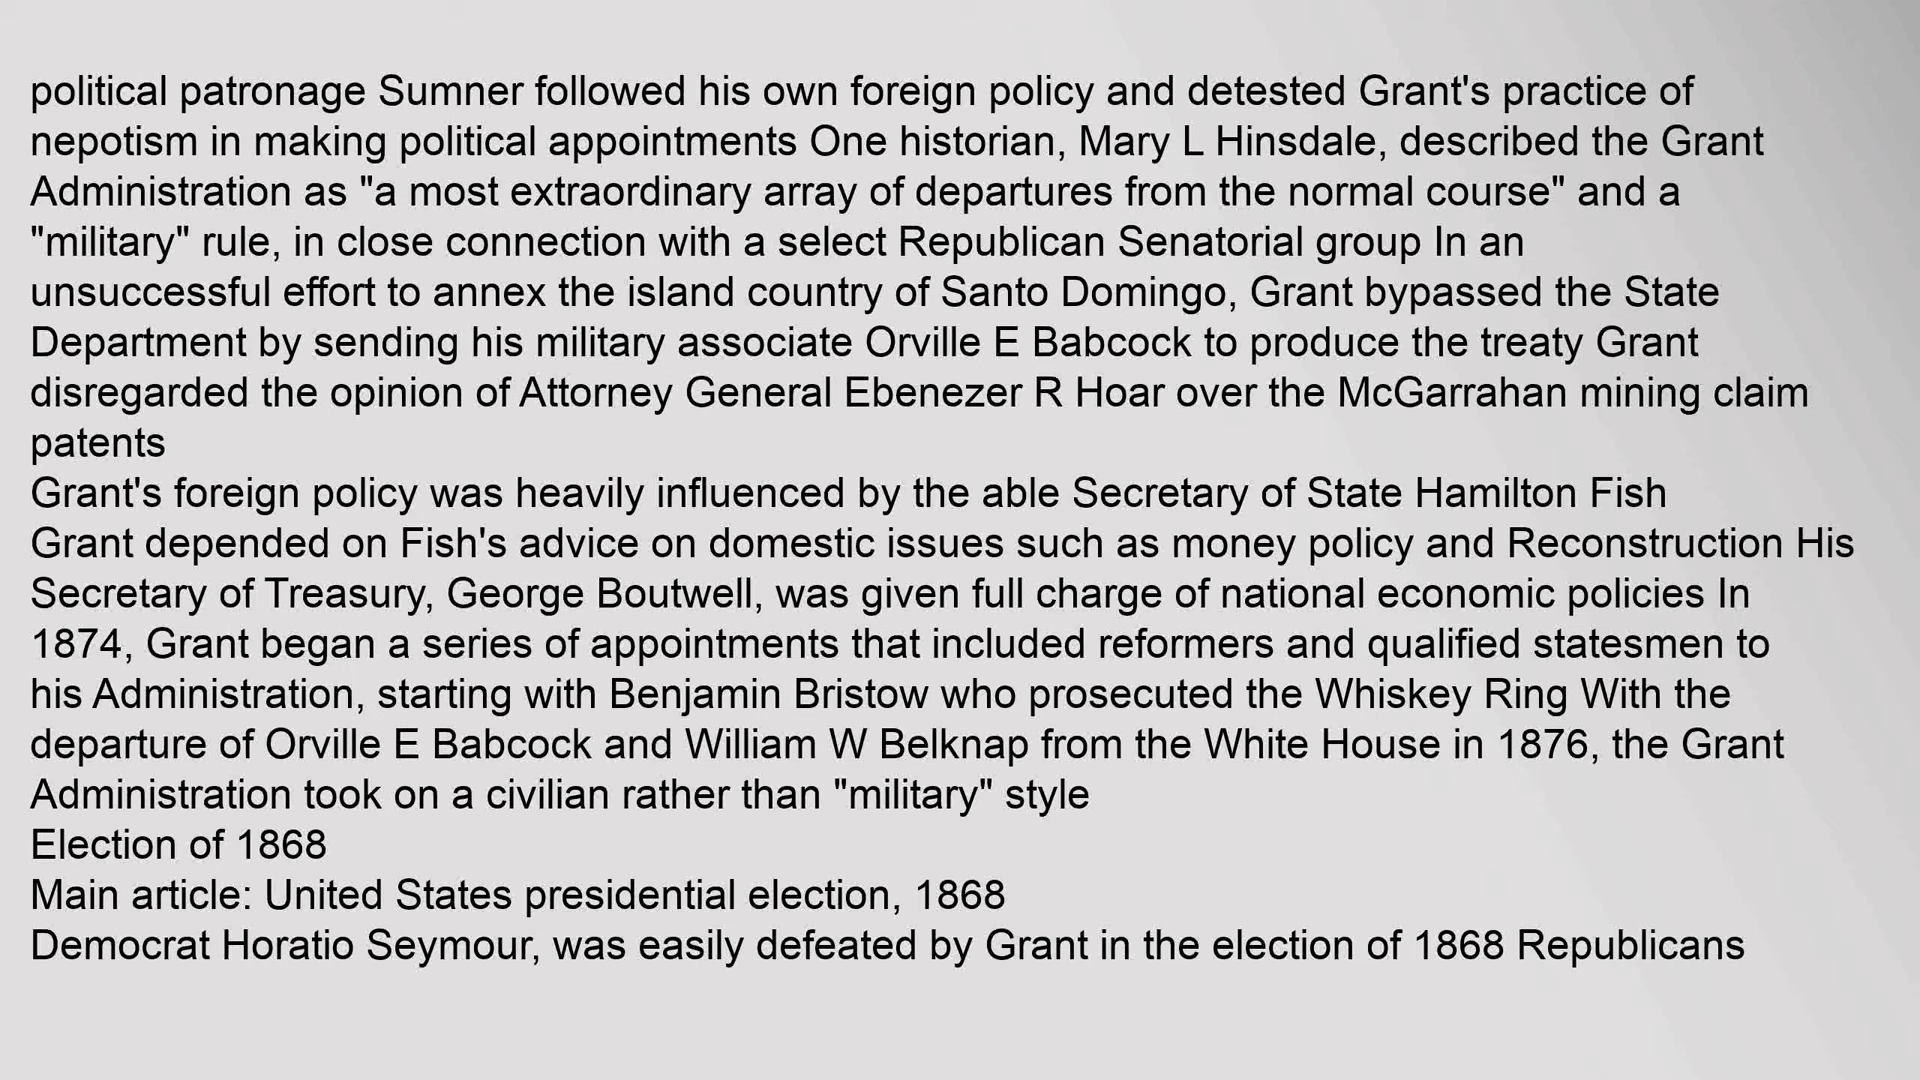 political patronage Sumner followed his own foreign policy and detested Grant's practice of
nepotism in making political appointments One historian, Mary L Hinsdale, described the Grant
Administration as "a most extraordinary array of departures from the normal course" and a
"military" rule, in close connection with a select Republican Senatorial group In an
unsuccessful effort to annex the island country of Santo Domingo, Grant bypassed the State
Department by sending his military associate Orville E Babcock to produce the treaty Grant
disregarded the opinion of Attorney General Ebenezer R Hoar over the McGarrahan mining claim
patents
Grant's foreign policy was heavily influenced by the able Secretary of State Hamilton Fish
Grant depended on Fish's advice on domestic issues such as money policy and Reconstruction His
Secretary of Treasury, George Boutwell, was given full charge of national economic policies In
1874, Grant began a series of appointments that included reformers and qualified statesmen to
his Administration, starting with Benjamin Bristow who prosecuted the Whiskey Ring With the
departure of Orville E Babcock and William W Belknap from the White House in 1876, the Grant
Administration took on a civilian rather than "military" style
Election of 1868
Main article: United States presidential election, 1868
Democrat Horatio Seymour, was easily defeated by Grant in the election of 1868 Republicans